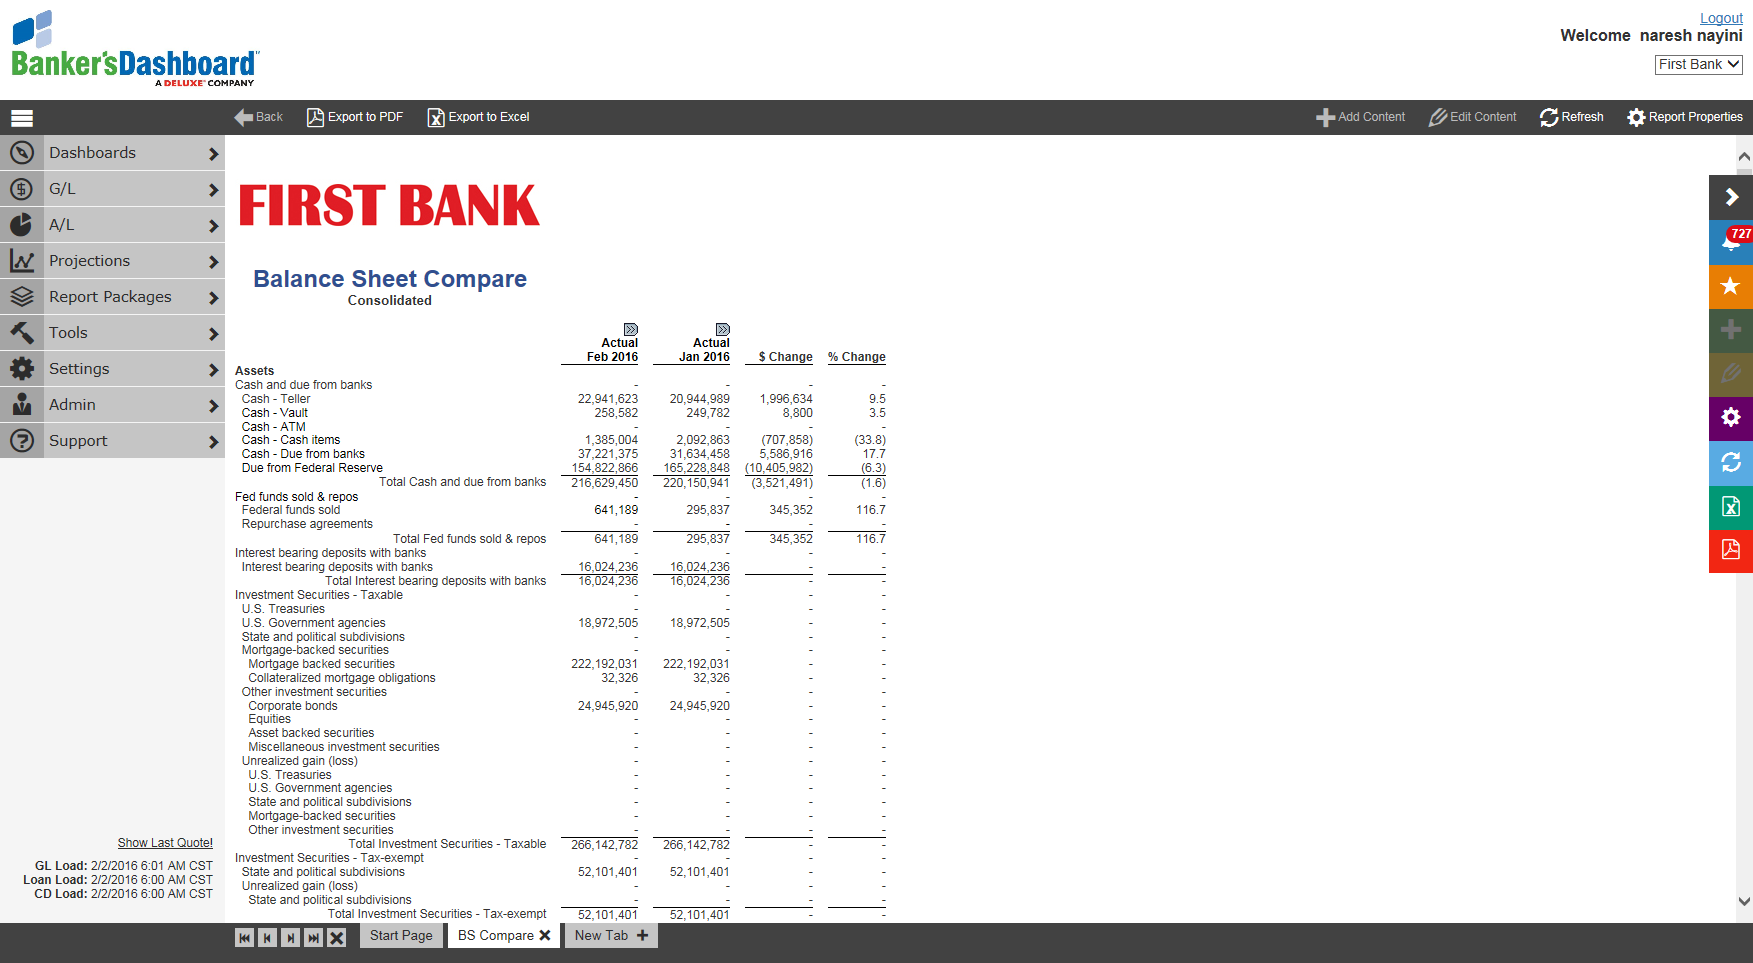 Logout
Banker'sDashboard
A DELUXE COMPANY
Welcome naresh nayini
First Bank
Back Export to PDF Export to Excel Add Content Edit Content Refresh Report Properties
Dashboards
G/L
A/L
Projections
Report Packages
Tools
Settings
Admin
Support
727
FIRST BANK
Balance Sheet Compare
Consolidated
Actual Actual
Feb 2016 Jan 2016 $ Change % Change
Assets
Cash and due from banks - - - -
Cash - Teller 22,941,623 20,944,989 1,996,634 9.5
Cash - Vault 258,582 249,782 8,800 3.5
Cash - ATM - - - -
Cash - Cash items 1,385,004 2,092,863 (707,858) (33.8)
Cash - Due from banks 37,221,375 31,634,458 5,586,916 17.7
Due from Federal Reserve 154,822,866 165,228,848 (10,405,982) (6.3)
Total Cash and due from banks 216,629,450 220,150,941 (3,521,491) (1.6)
Fed funds sold & repos - - - -
Federal funds sold 641,189 295,837 345,352 116.7
Repurchase agreements - - - -
Total Fed funds sold & repos 641,189 295,837 345,352 116.7
Interest bearing deposits with banks - - - -
Interest bearing deposits with banks 16,024,236 16,024,236 - -
Total Interest bearing deposits with banks 16,024,236 16,024,236 - -
Investment Securities - Taxable - - - -
U.S. Treasuries - - - -
U.S. Government agencies 18,972,505 18,972,505 - -
State and political subdivisions - - - -
Mortgage-backed securities - - - -
Mortgage backed securities 222,192,031 222,192,031 - -
Collateralized mortgage obligations 32,326 32,326 - -
Other investment securities - - - -
Corporate bonds 24,945,920 24,945,920 - -
Equities - - - -
Asset backed securities - - - -
Miscellaneous investment securities - - - -
Unrealized gain (loss) - - - -
U.S. Treasuries - - - -
U.S. Government agencies - - - -
State and political subdivisions - - - -
Mortgage-backed securities - - - -
Other investment securities - - - -
Total Investment Securities - Taxable 266,142,782 266,142,782 - -
Investment Securities - Tax-exempt - - - -
State and political subdivisions 52,101,401 52,101,401 - -
Unrealized gain (loss) - - - -
State and political subdivisions - - - -
Total Investment Securities - Tax-exempt 52,101,401 52,101,401 - -
Show Last Quote!
GL Load: 2/2/2016 6:01 AM CST
Loan Load: 2/2/2016 6:00 AM CST
CD Load: 2/2/2016 6:00 AM CST
Start Page BS Compare New Tab